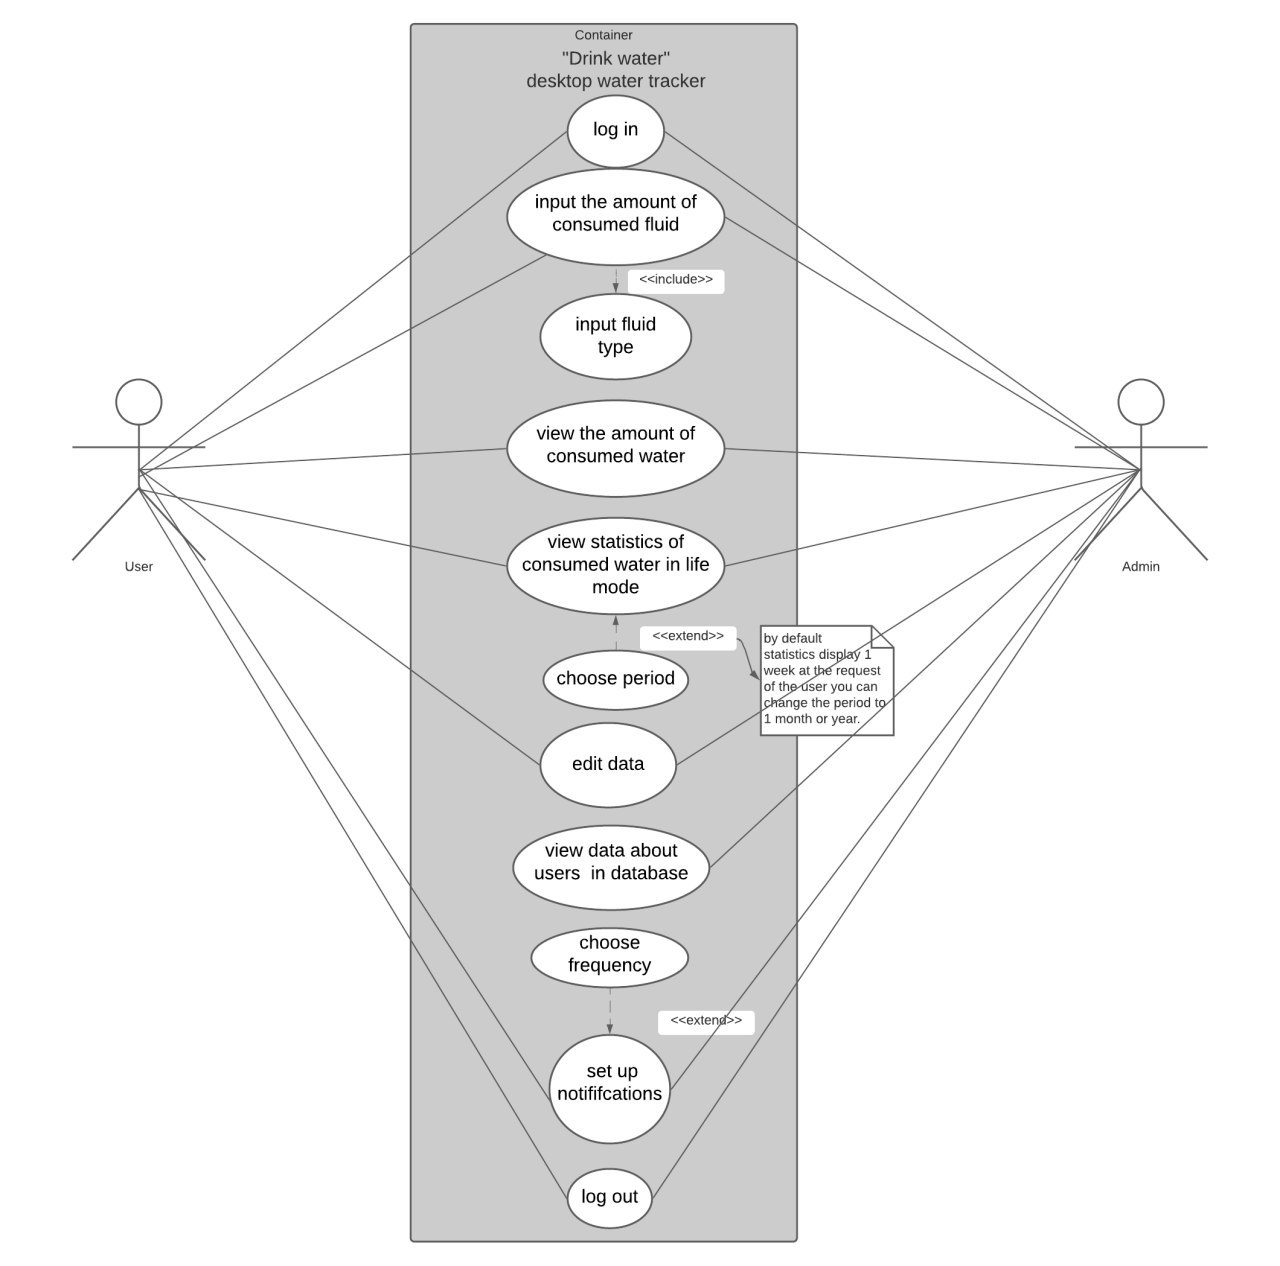 Container
"Drink water"
desktop water tracker
log in
input the amount of
consumed fluid
<<include>>
input fluid
type
view the amount of
consumed water
view statistics of
consumed water in life
mode
User
Admin
<<extend>>
by default
statistics display 1
week at the request
of the user you can
change the period to
1 month or year.
choose period
edit data
view data about
users  in database
choose
frequency
<<extend>>
set up
notififcations
log out